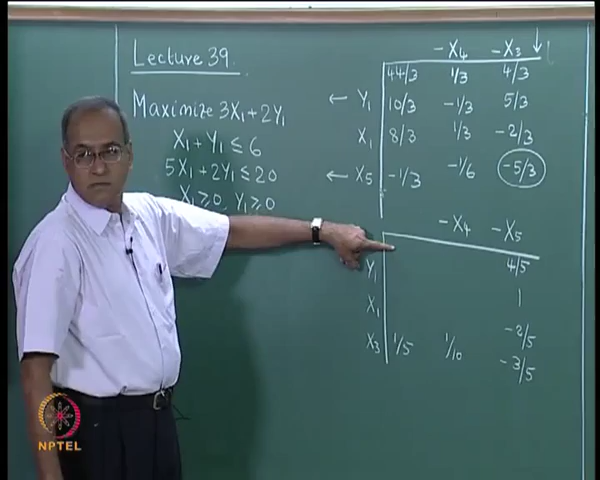 Lecture 39
Maximize 3X₁+2Y₁
X₁+Y₁ ≤ 6
5X₁+2Y₁ ≤ 20
X₁ ≥ 0, Y₁ ≥ 0
-X₄ -X₃ ↓
44/3 1/3 4/3
← Y₁ 10/3 -1/3 5/3
X₁ 8/3 1/3 -2/3
← X₅ -1/3 -1/6 -5/3
-X₄ -X₅
4/5
Y₁ 1
X₁ -2/5
X₃ 1/5 1/10 -3/5
NPTEL